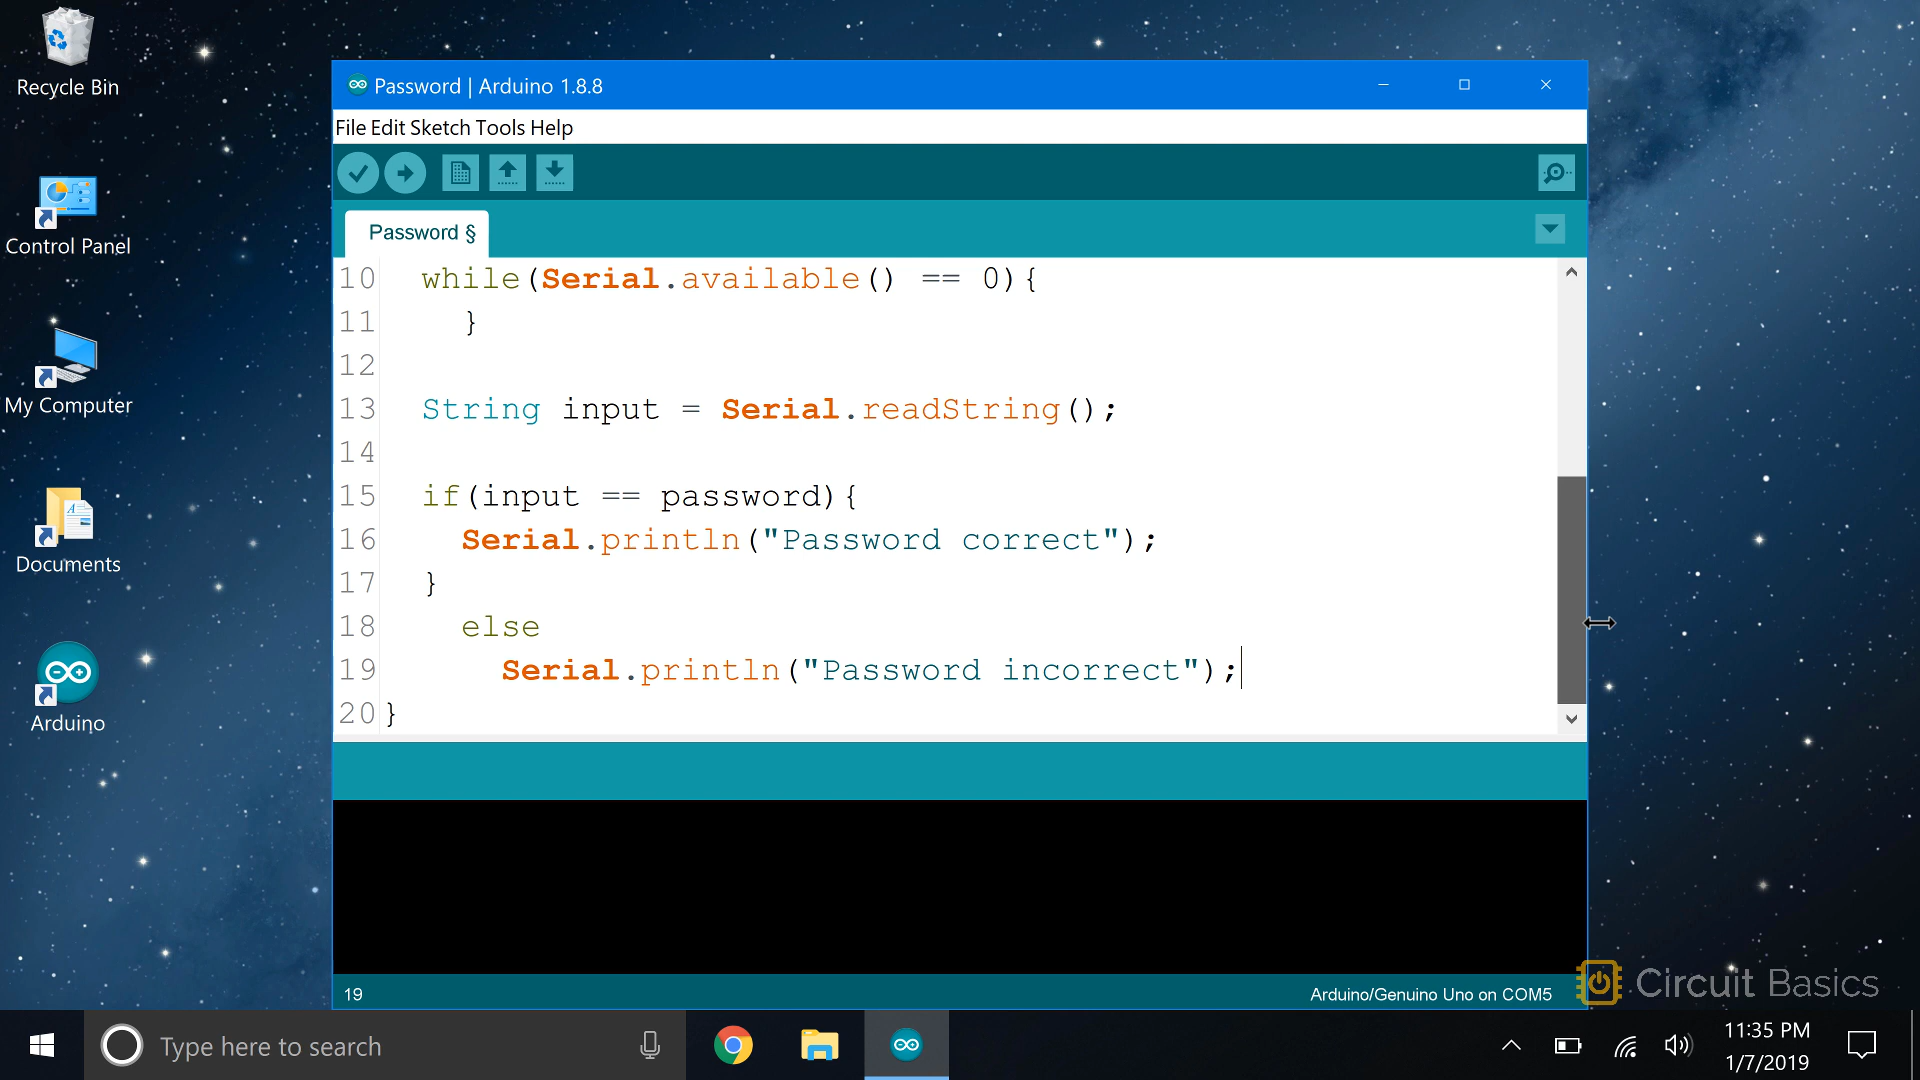 Recycle Bin
Control Panel
My Computer
Documents
Arduino
Password | Arduino 1.8.8
File Edit Sketch Tools Help
Password §
10 while(Serial.available() == 0){
11 }
12
13 String input = Serial.readString();
14
15 if(input == password){
16 Serial.println("Password correct");
17 }
18 else
19 Serial.println("Password incorrect");
20 }
19
Arduino/Genuino Uno on COM5
Circuit Basics
Type here to search
11:35 PM
1/7/2019